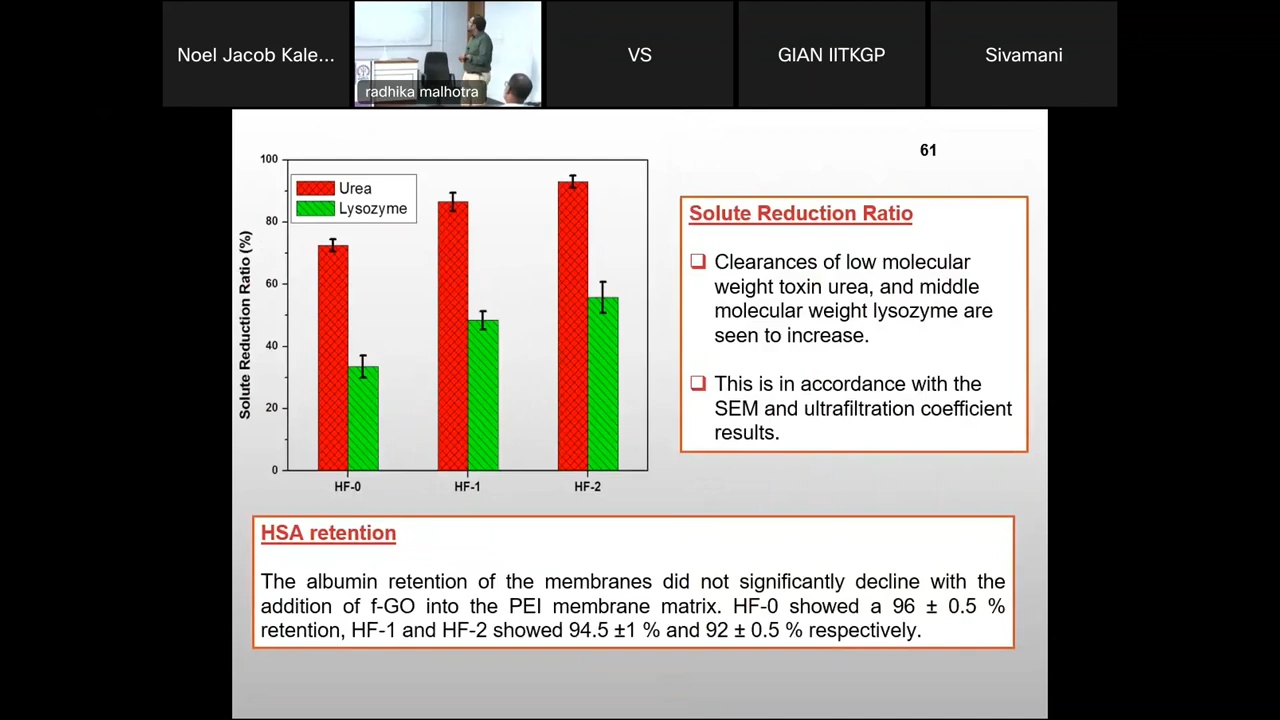 Noel Jacob Kale...
radhika malhotra
VS
GIAN IITKGP
Sivamani
61
100
80
60
40
20
0
Solute Reduction Ratio (%)
Urea
Lysozyme
HF-0
HF-1
HF-2
Solute Reduction Ratio
❑ Clearances of low molecular
weight toxin urea, and middle
molecular weight lysozyme are
seen to increase.
❑ This is in accordance with the
SEM and ultrafiltration coefficient
results.
HSA retention
The albumin retention of the membranes did not significantly decline with the
addition of f-GO into the PEI membrane matrix. HF-0 showed a 96 ± 0.5 %
retention, HF-1 and HF-2 showed 94.5 ±1 % and 92 ± 0.5 % respectively.